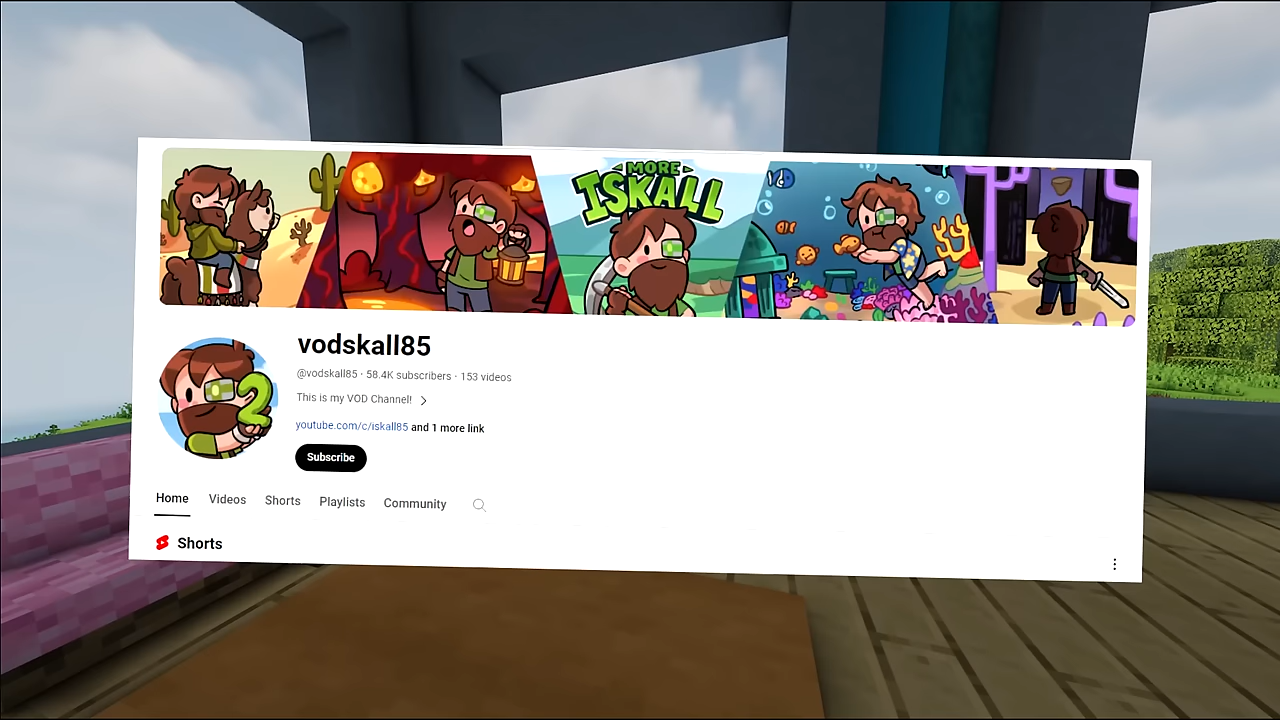 MORE
ISKALL
vodskall85
@vodskall85 · 58.4K subscribers · 153 videos
This is my VOD Channel!
2
youtube.com/c/iskall85 and 1 more link
Subscribe
Home Videos Shorts Playlists Community
Shorts